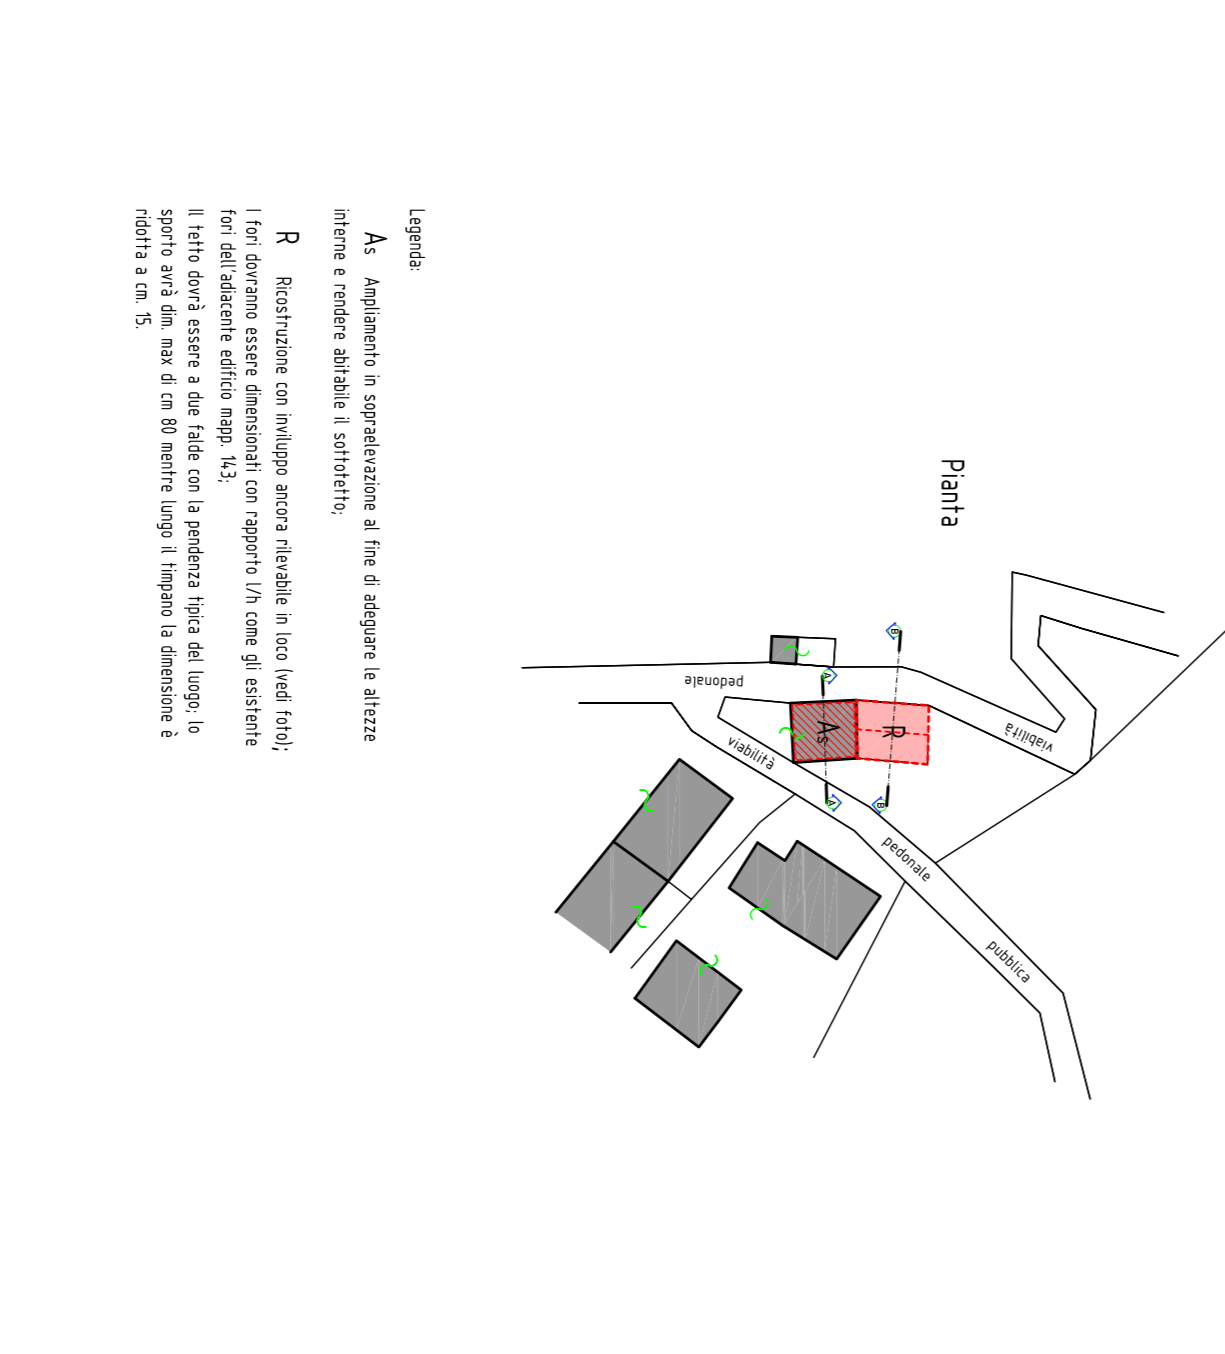 Pianta
viabilità
pedonale
viabilità
pedonale
pubblica
As
R
A
A
B
B
Legenda:
As Ampliamento in sopraelevazione al fine di adeguare le altezze
interne e rendere abitabile il sottotetto;
R Ricostruzione con inviluppo ancora rilevabile in loco (vedi foto);
I fori dovranno essere dimensionati con rapporto l/h come gli esistente
fori dell'adiacente edificio mapp. 143;
Il tetto dovrà essere a due falde con la pendenza tipica del luogo; lo
sporto avrà dim. max di cm 80 mentre lungo il timpano la dimensione è
ridotta a cm. 15.